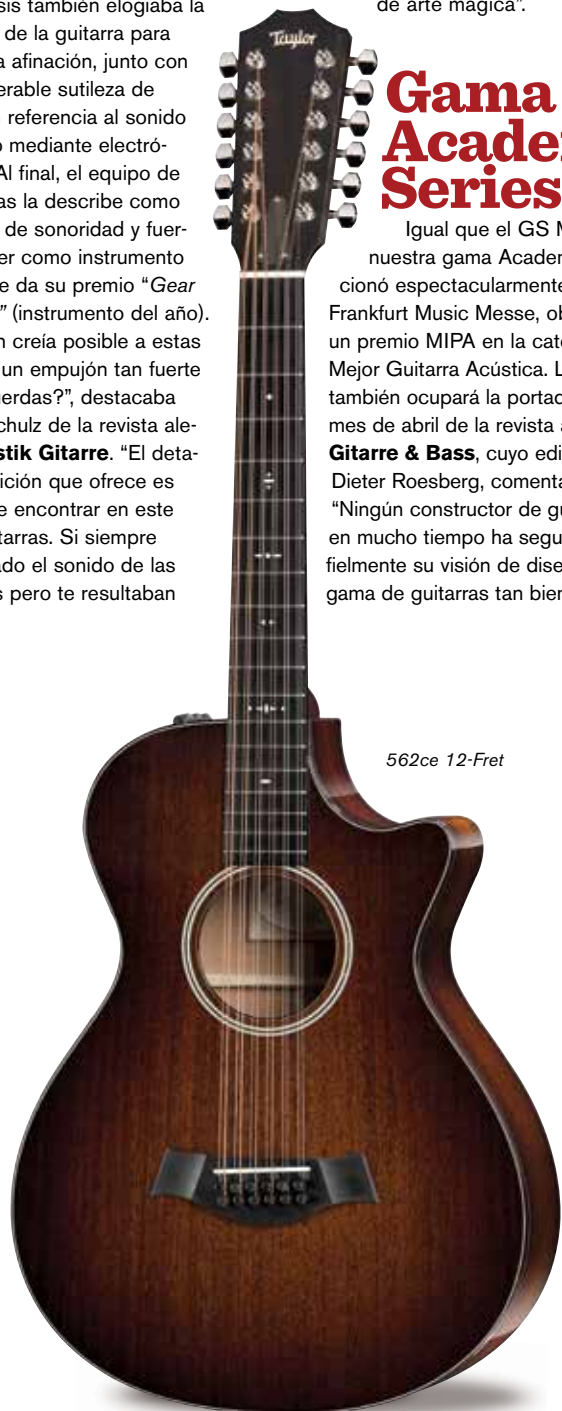 sis también elogiaba la
de la guitarra para
a afinación, junto con
erable sutileza de
referencia al sonido
o mediante electró-
Al final, el equipo de
as la describe como
de sonoridad y fuer-
er como instrumento
e da su premio “Gear
” (instrumento del año).
n creía posible a estas
un empujón tan fuerte
uerdas?”, destacaba
chulz de la revista ale-
stik Gitarre. “El deta-
ición que ofrece es
e encontrar en este
itarras. Si siempre
ado el sonido de las
s pero te resultaban
de arte mágica”.
Gama
Acade
Series
Igual que el GS M
nuestra gama Acade
cionó espectacularmente
Frankfurt Music Messe, ob
un premio MIPA en la cate
Mejor Guitarra Acústica. L
también ocupará la portad
mes de abril de la revista a
Gitarre & Bass, cuyo edi
Dieter Roesberg, comenta
“Ningún constructor de gu
en mucho tiempo ha segu
fielmente su visión de dise
gama de guitarras tan bien
Taylor
562ce 12-Fret